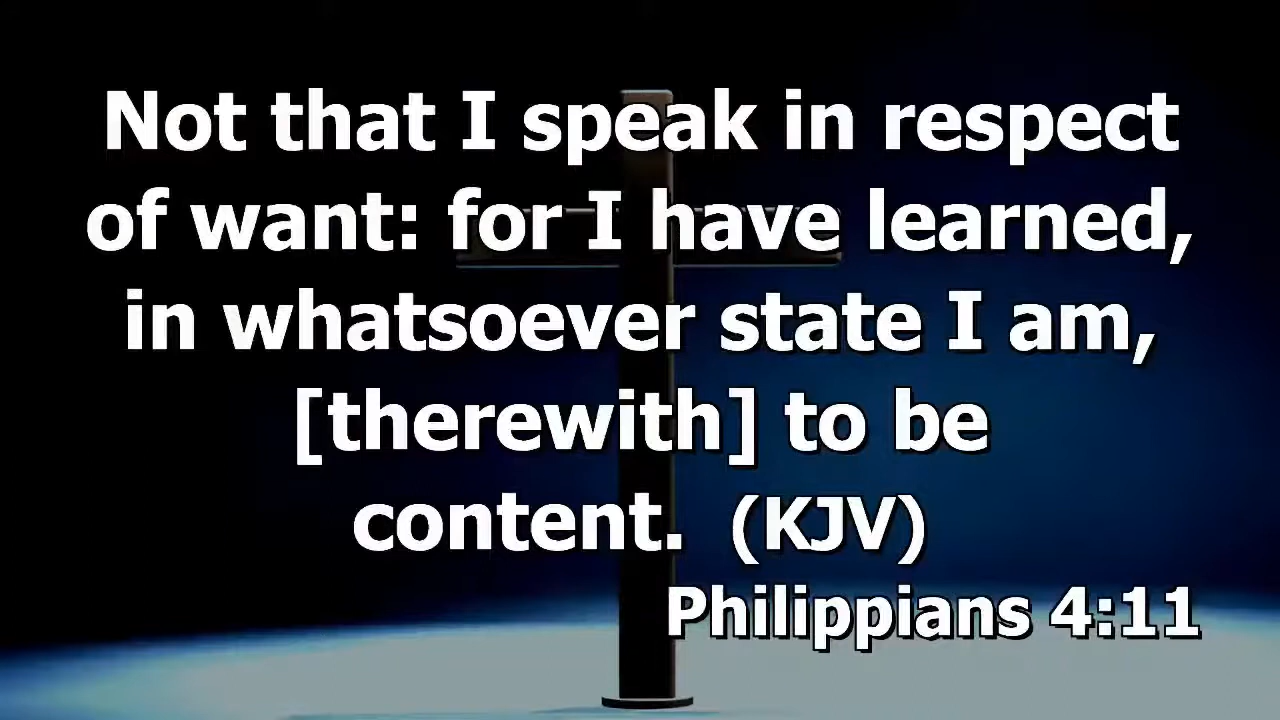 Not that I speak in respect
of want: for I have learned,
in whatsoever state I am,
[therewith] to be
content.  (KJV)
Philippians 4:11